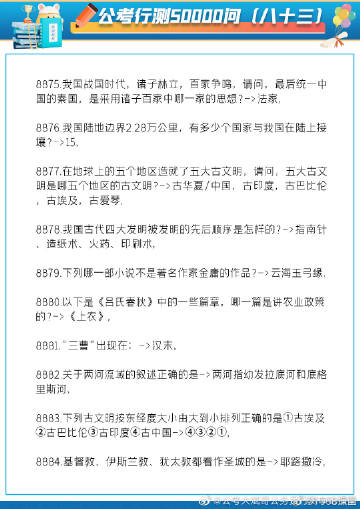 公考行测50000问（八十三）
8875.我国战国时代，诸子林立，百家争鸣，请问，最后统一中
国的秦国，是采用诸子百家中哪一家的思想?->法家.
8876.我国陆地边界2.28万公里，有多少个国家与我国在陆上接
壤?->15.
8877.在地球上的五个地区造就了五大古文明，请问，五大古文
明是哪五个地区的古文明?->古华夏/中国，古印度，古巴比伦
，古埃及，古爱琴.
8878.我国古代四大发明被发明的先后顺序是怎样的?->指南针
、造纸术、火药、印刷术.
8879.下列哪一部小说不是著名作家金庸的作品?->云海玉弓缘.
8880.以下是《吕氏春秋》中的一些篇章，哪一篇是讲农业政策
的?->《上农》.
8881.“三曹”出现在：->汉末.
8882.关于两河流域的叙述正确的是->两河指幼发拉底河和底格
里斯河.
8883.下列古文明按东经度大小由大到小排列正确的是①古埃及
②古巴比伦③古印度④古中国->④③②①.
8884.基督教、伊斯兰教、犹太教都看作圣城的是->耶路撒冷.